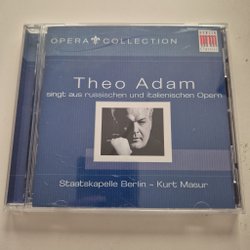 OPERA COLLECTION
Theo Adam
singt aus russischen und italienischen Opern
Staatskapelle Berlin – Kurt Masur